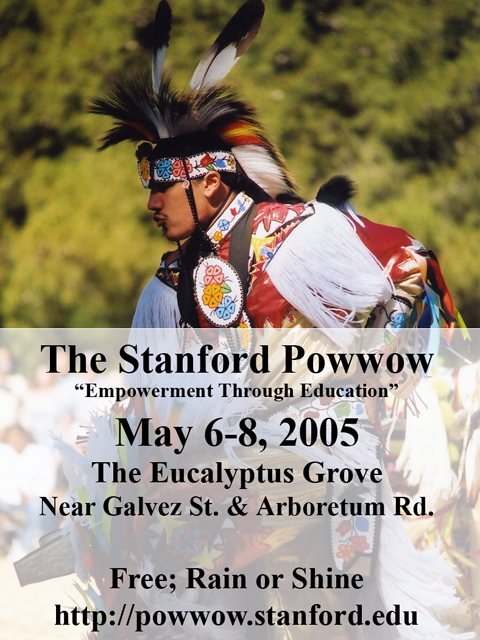 The Stanford Powwow
“Empowerment Through Education”
May 6-8, 2005
The Eucalyptus Grove
Near Galvez St. & Arboretum Rd.
Free; Rain or Shine
http://powwow.stanford.edu